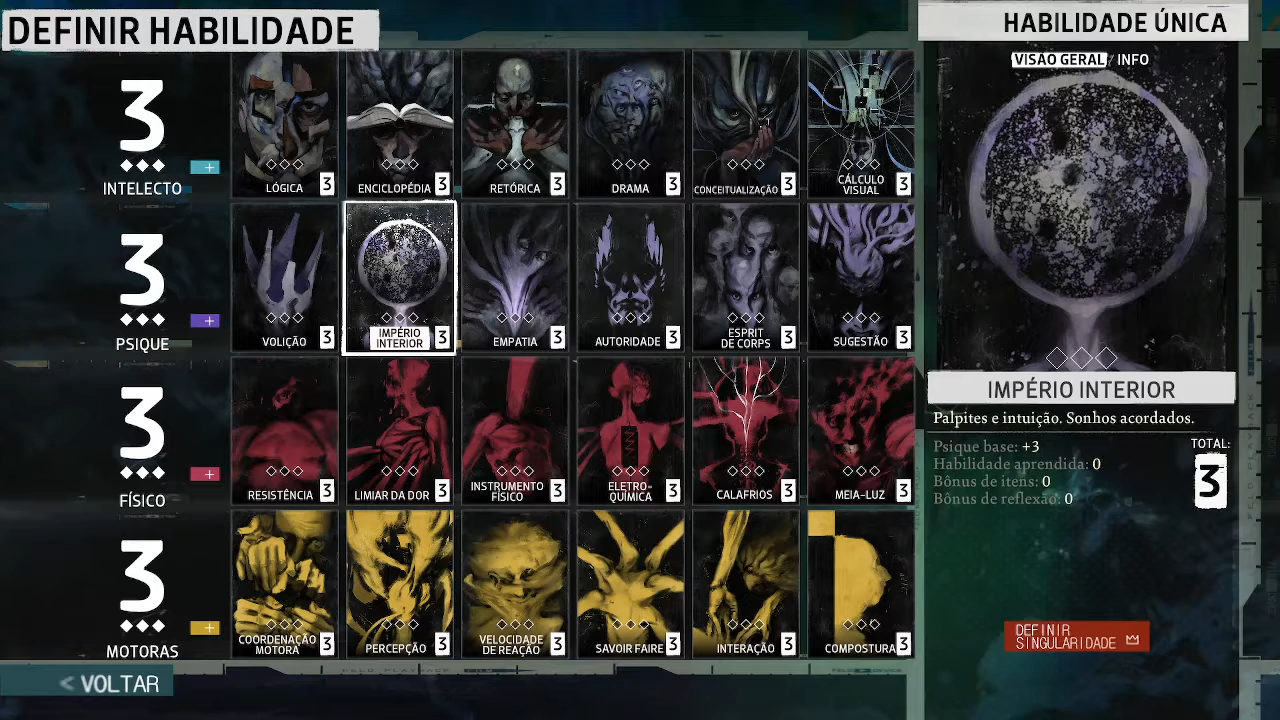 DEFINIR HABILIDADE
HABILIDADE ÚNICA
VISÃO GERAL / INFO
3
INTELECTO
+
LÓGICA 3
ENCICLOPÉDIA 3
RETÓRICA 3
DRAMA 3
CONCEITUALIZAÇÃO 3
CÁLCULO
VISUAL 3
3
PSIQUE
+
VOLIÇÃO 3
IMPÉRIO
INTERIOR 3
EMPATIA 3
AUTORIDADE 3
ESPRIT
DE CORPS 3
SUGESTÃO 3
3
FÍSICO
+
RESISTÊNCIA 3
LIMIAR DA DOR 3
INSTRUMENTO
FÍSICO 3
ELETRO-
QUÍMICA 3
CALAFRIOS 3
MEIA-LUZ 3
3
MOTORAS
+
COORDENAÇÃO
MOTORA 3
PERCEPÇÃO 3
VELOCIDADE
DE REAÇÃO 3
SAVOIR FAIRE 3
INTERAÇÃO 3
COMPOSTURA 3
IMPÉRIO INTERIOR
Palpites e intuição. Sonhos acordados.
Psique base: +3
Habilidade aprendida: 0
Bônus de itens: 0
Bônus de reflexão: 0
TOTAL:
3
DEFINIR
SINGULARIDADE
< VOLTAR